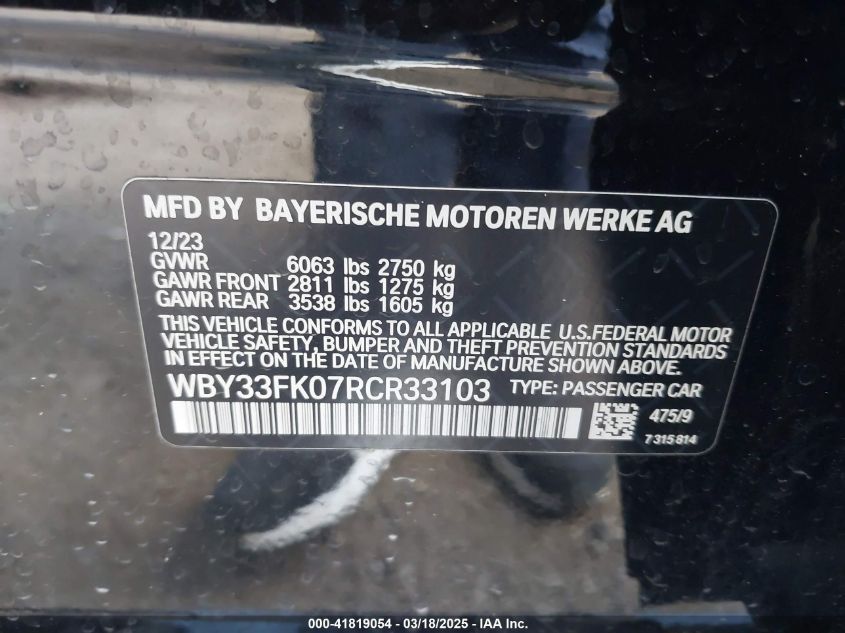 MFD BY BAYERISCHE MOTOREN WERKE AG
12/23
GVWR 6063 lbs 2750 kg
GAWR FRONT 2811 lbs 1275 kg
GAWR REAR 3538 lbs 1605 kg
THIS VEHICLE CONFORMS TO ALL APPLICABLE U.S.FEDERAL MOTOR
VEHICLE SAFETY, BUMPER AND THEFT PREVENTION STANDARDS
IN EFFECT ON THE DATE OF MANUFACTURE SHOWN ABOVE.
WBY33FK07RCR33103 TYPE: PASSENGER CAR
475/9
7 315 814
000-41819054 - 03/18/2025 - IAA Inc.